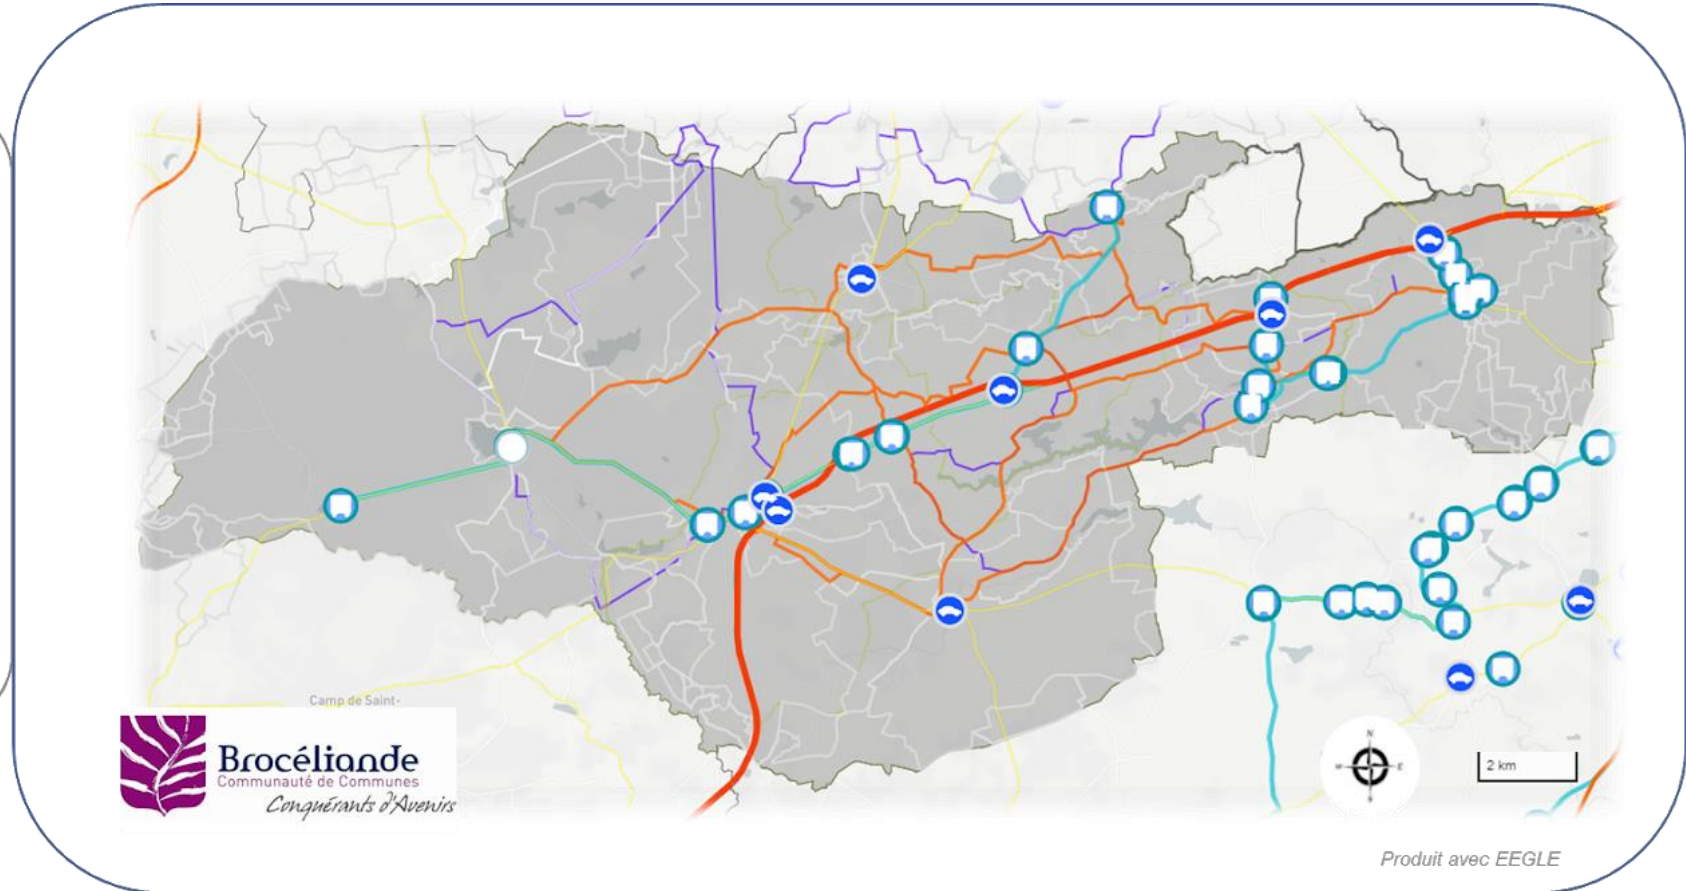 Camp de Saint-
Brocéliande
Communauté de Communes
Conquérants d'Avenirs
N
W
E
S
2 km
Produit avec EEGLE